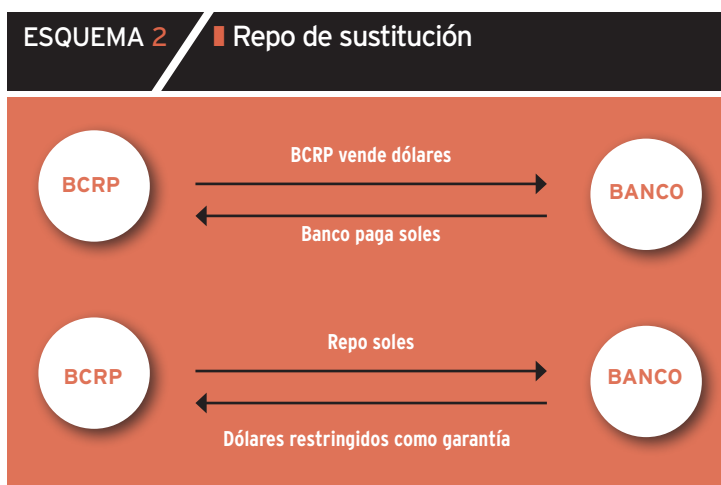 ESQUEMA 2
Repo de sustitución
BCRP vende dólares
BCRP
BANCO
Banco paga soles
Repo soles
BCRP
BANCO
Dólares restringidos como garantía